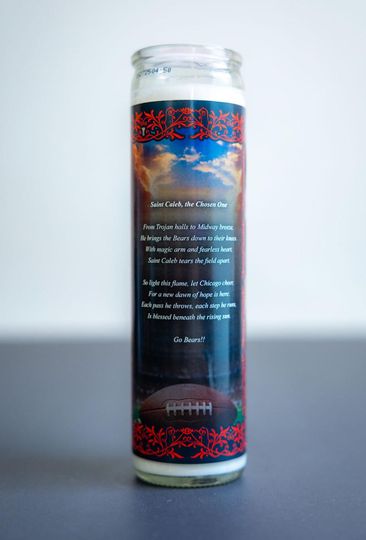 272504-50
Saint Caleb, the Chosen One
From Trojan halls to Midway breeze,
He brings the Bears down to their knees.
With magic arm and fearless heart,
Saint Caleb tears the field apart.
So light this flame, let Chicago cheer,
For a new dawn of hope is here.
Each pass he throws, each step he runs,
Is blessed beneath the rising sun.
Go Bears!!